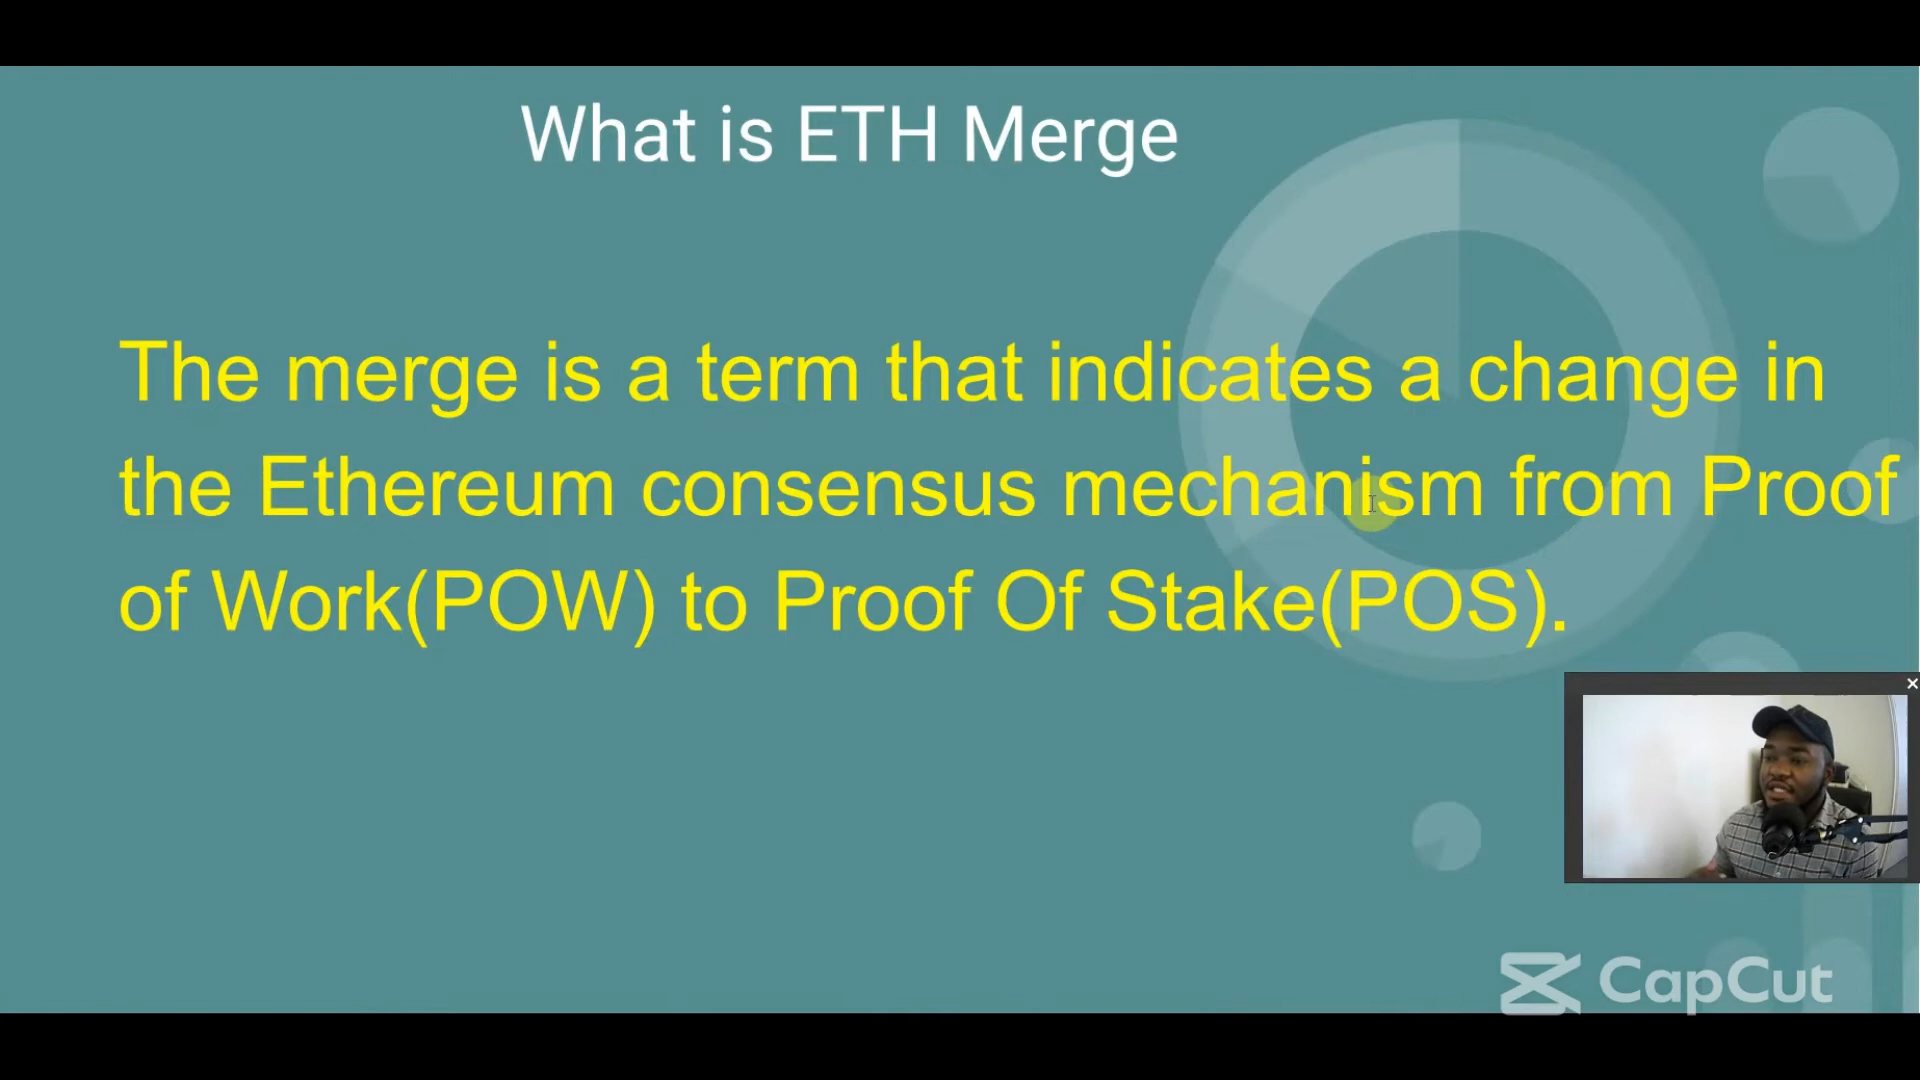 What is ETH Merge
The merge is a term that indicates a change in
the Ethereum consensus mechanism from Proof
of Work(POW) to Proof Of Stake(POS).
CapCut